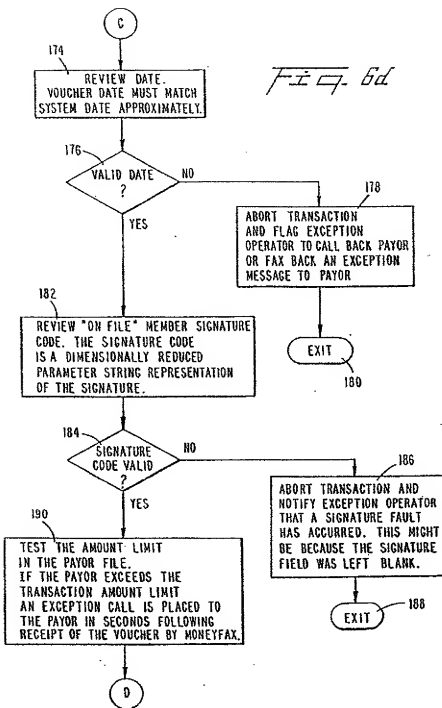 C
174
REVIEW DATE.
VOUCHER DATE MUST MATCH
SYSTEM DATE APPROXIMATELY.
Fig. 6d
176
VALID DATE
?
NO
YES
178
ABORT TRANSACTION
AND FLAG EXCEPTION
OPERATOR TO CALL BACK PAYOR
OR FAX BACK AN EXCEPTION
MESSAGE TO PAYOR
EXIT
180
182
REVIEW "ON FILE" MEMBER SIGNATURE
CODE. THE SIGNATURE CODE
IS A DIMENSIONALLY REDUCED
PARAMETER STRING REPRESENTATION
OF THE SIGNATURE.
184
SIGNATURE
CODE VALID
?
NO
YES
186
ABORT TRANSACTION AND
NOTIFY EXCEPTION OPERATOR
THAT A SIGNATURE FAULT
HAS ACCURRED. THIS MIGHT
BE BECAUSE THE SIGNATURE
FIELD WAS LEFT BLANK.
EXIT
188
190
TEST THE AMOUNT LIMIT
IN THE PAYOR FILE.
IF THE PAYOR EXCEEDS THE
TRANSACTION AMOUNT LIMIT
AN EXCEPTION CALL IS PLACED TO
THE PAYOR IN SECONDS FOLLOWING
RECEIPT OF THE VOUCHER BY MONEYFAX.
D